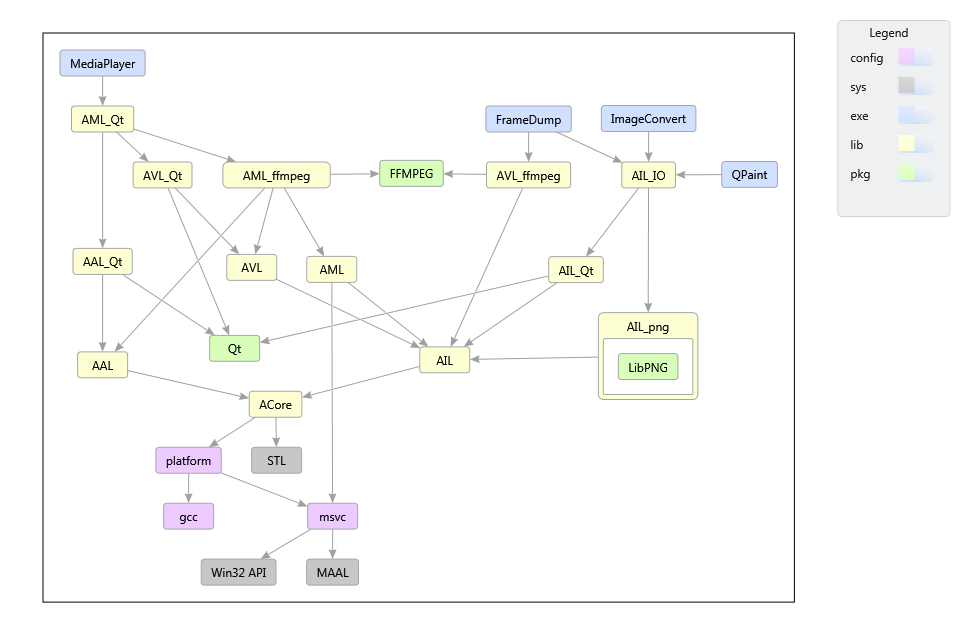 Legend
config
sys
exe
lib
pkg
MediaPlayer
AML_Qt
FrameDump
ImageConvert
AVL_Qt
AML_ffmpeg
FFMPEG
AVL_ffmpeg
AIL_IO
QPaint
AAL_Qt
AVL
AML
AIL_Qt
AIL_png
LibPNG
Qt
AAL
AIL
ACore
platform
STL
gcc
msvc
Win32 API
MAAL